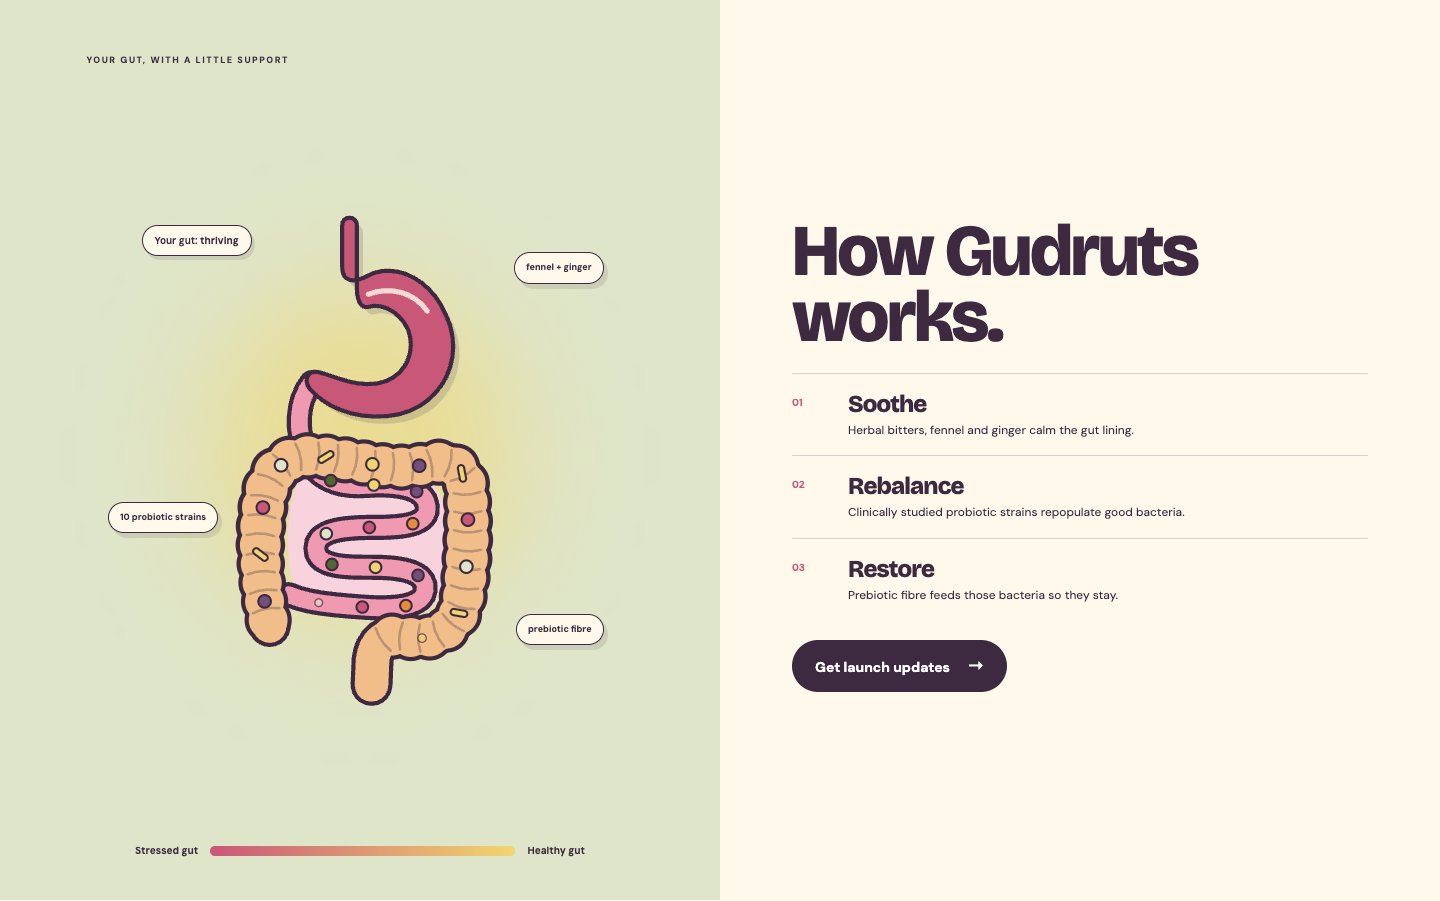 YOUR GUT, WITH A LITTLE SUPPORT
Your gut: thriving
fennel + ginger
10 probiotic strains
prebiotic fibre
Stressed gut
Healthy gut
How Gudruts
works.
01
Soothe
Herbal bitters, fennel and ginger calm the gut lining.
02
Rebalance
Clinically studied probiotic strains repopulate good bacteria.
03
Restore
Prebiotic fibre feeds those bacteria so they stay.
Get launch updates →